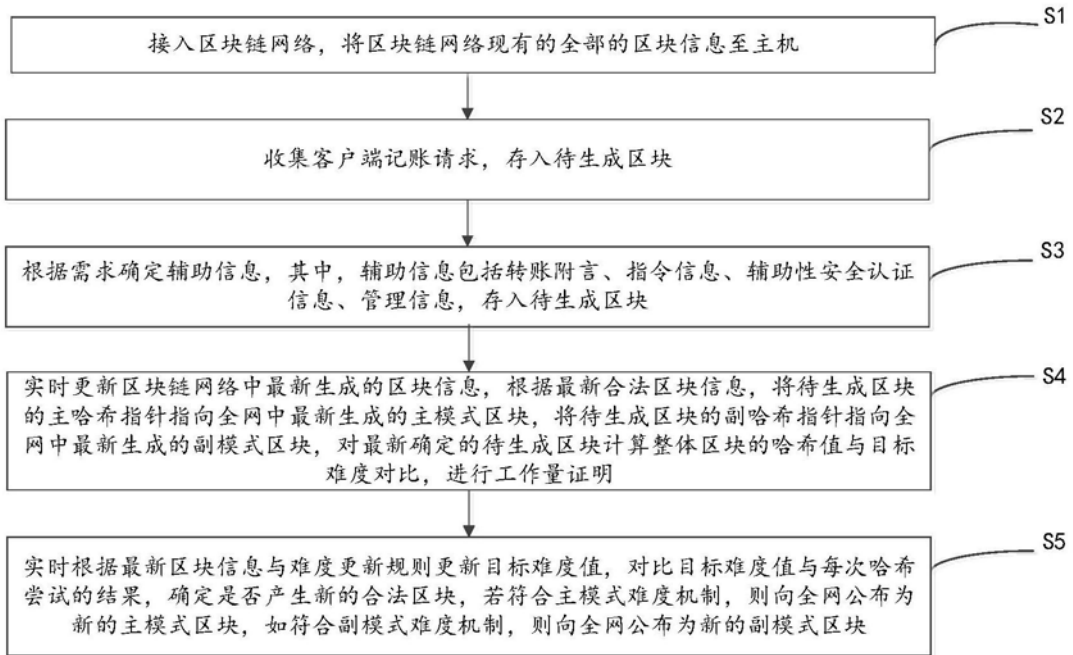 S1
接入区块链网络，将区块链网络现有的全部的区块信息至主机
S2
收集客户端记账请求，存入待生成区块
S3
根据需求确定辅助信息，其中，辅助信息包括转账附言、指令信息、辅助性安全认证
信息、管理信息，存入待生成区块
S4
实时更新区块链网络中最新生成的区块信息，根据最新合法区块信息，将待生成区块
的主哈希指针指向全网中最新生成的主模式区块，将待生成区块的副哈希指针指向全
网中最新生成的副模式区块，对最新确定的待生成区块计算整体区块的哈希值与目标
难度对比，进行工作量证明
S5
实时根据最新区块信息与难度更新规则更新目标难度值，对比目标难度值与每次哈希
尝试的结果，确定是否产生新的合法区块，若符合主模式难度机制，则向全网公布为
新的主模式区块，如符合副模式难度机制，则向全网公布为新的副模式区块